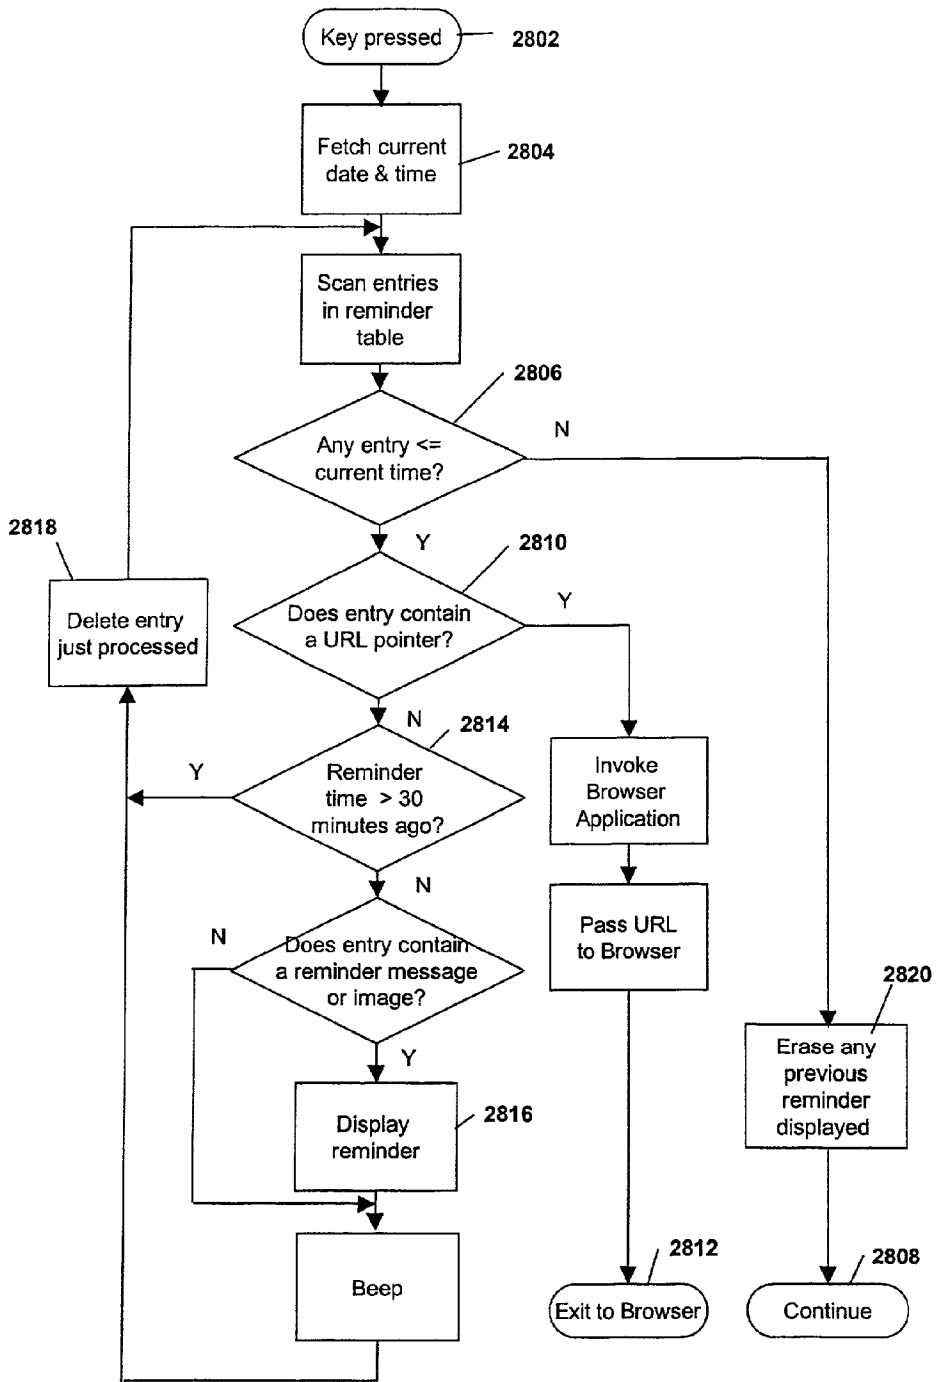 Key pressed
2802
Fetch current
date & time
2804
Scan entries
in reminder
table
2806
Any entry <=
current time?
N
Y
2818
Delete entry
just processed
2810
Does entry contain
a URL pointer?
Y
N
2814
Reminder
time > 30
minutes ago?
Y
N
Invoke
Browser
Application
Pass URL
to Browser
Does entry contain
a reminder message
or image?
N
Y
2820
Erase any
previous
reminder
displayed
Display
reminder
2816
Beep
2812
Exit to Browser
2808
Continue